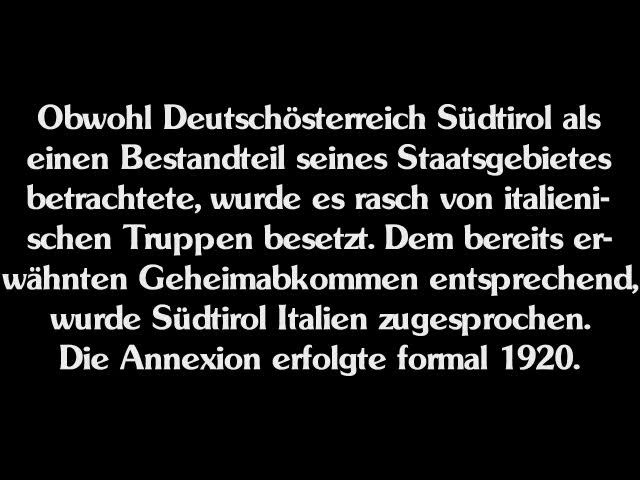 Obwohl Deutschösterreich Südtirol als
einen Bestandteil seines Staatsgebietes
betrachtete, wurde es rasch von italieni-
schen Truppen besetzt. Dem bereits er-
wähnten Geheimabkommen entsprechend,
wurde Südtirol Italien zugesprochen.
Die Annexion erfolgte formal 1920.